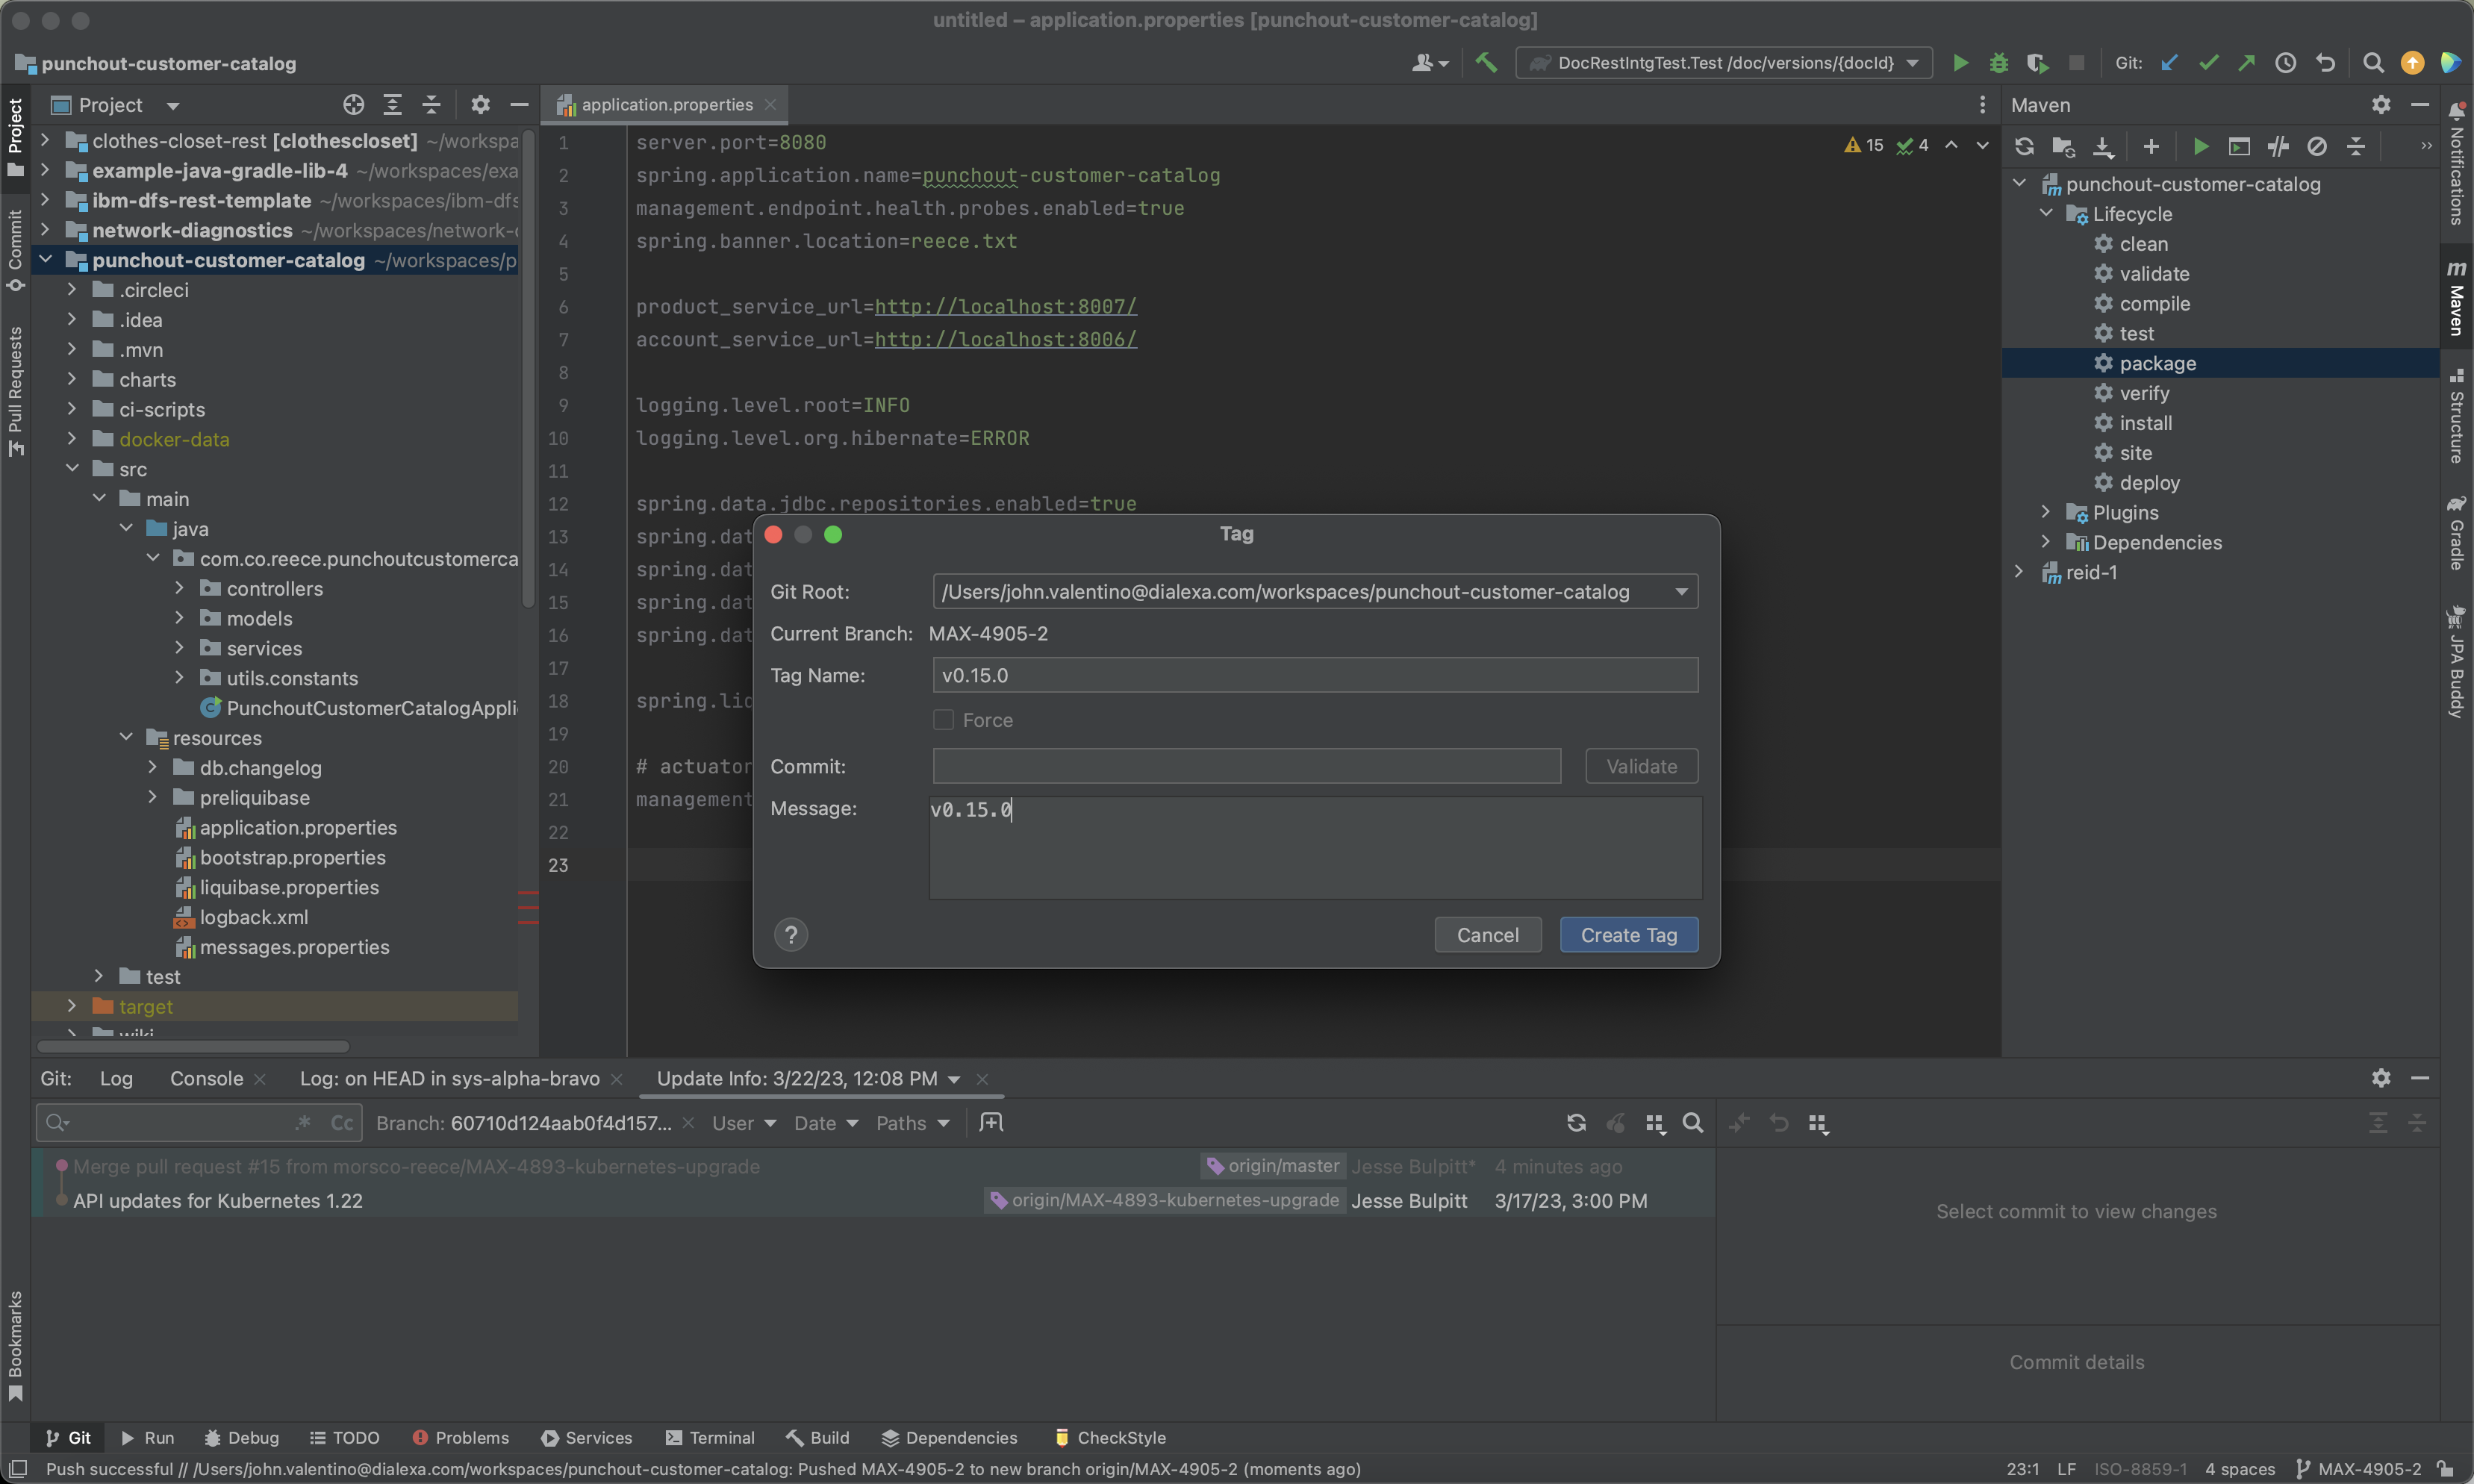 untitled – application.properties [punchout-customer-catalog]
punchout-customer-catalog
DocRestIntgTest.Test /doc/versions/{docId}
Git:
Project
Commit
Pull Requests
Bookmarks
Project
clothes-closet-rest [clothescloset] ~/workspa
example-java-gradle-lib-4 ~/workspaces/exa
ibm-dfs-rest-template ~/workspaces/ibm-dfs
network-diagnostics ~/workspaces/network-
punchout-customer-catalog ~/workspaces/p
.circleci
.idea
.mvn
charts
ci-scripts
docker-data
src
main
java
com.co.reece.punchoutcustomerca
controllers
models
services
utils.constants
PunchoutCustomerCatalogAppli
resources
db.changelog
preliquibase
application.properties
bootstrap.properties
liquibase.properties
logback.xml
messages.properties
test
target
wiki
application.properties
15 4
1 server.port=8080
2 spring.application.name=punchout-customer-catalog
3 management.endpoint.health.probes.enabled=true
4 spring.banner.location=reece.txt
5
6 product_service_url=http://localhost:8007/
7 account_service_url=http://localhost:8006/
8
9 logging.level.root=INFO
10 logging.level.org.hibernate=ERROR
11
12 spring.data.jdbc.repositories.enabled=true
13 spring.dat
14 spring.dat
15 spring.dat
16 spring.dat
17
18 spring.lic
19
20 # actuator
21 management
22
23
Tag
Git Root: /Users/john.valentino@dialexa.com/workspaces/punchout-customer-catalog
Current Branch: MAX-4905-2
Tag Name: v0.15.0
Force
Commit: Validate
Message: v0.15.0
? Cancel Create Tag
Maven
punchout-customer-catalog
Lifecycle
clean
validate
compile
test
package
verify
install
site
deploy
Plugins
Dependencies
reid-1
Notifications
Maven
Structure
Gradle
JPA Buddy
Git: Log Console Log: on HEAD in sys-alpha-bravo Update Info: 3/22/23, 12:08 PM
.* Cc Branch: 60710d124aab0f4d157... User Date Paths
Merge pull request #15 from morsco-reece/MAX-4893-kubernetes-upgrade origin/master Jesse Bulpitt* 4 minutes ago
API updates for Kubernetes 1.22 origin/MAX-4893-kubernetes-upgrade Jesse Bulpitt 3/17/23, 3:00 PM
Select commit to view changes
Commit details
Git Run Debug TODO Problems Services Terminal Build Dependencies CheckStyle
Push successful // /Users/john.valentino@dialexa.com/workspaces/punchout-customer-catalog: Pushed MAX-4905-2 to new branch origin/MAX-4905-2 (moments ago)
23:1 LF ISO-8859-1 4 spaces MAX-4905-2